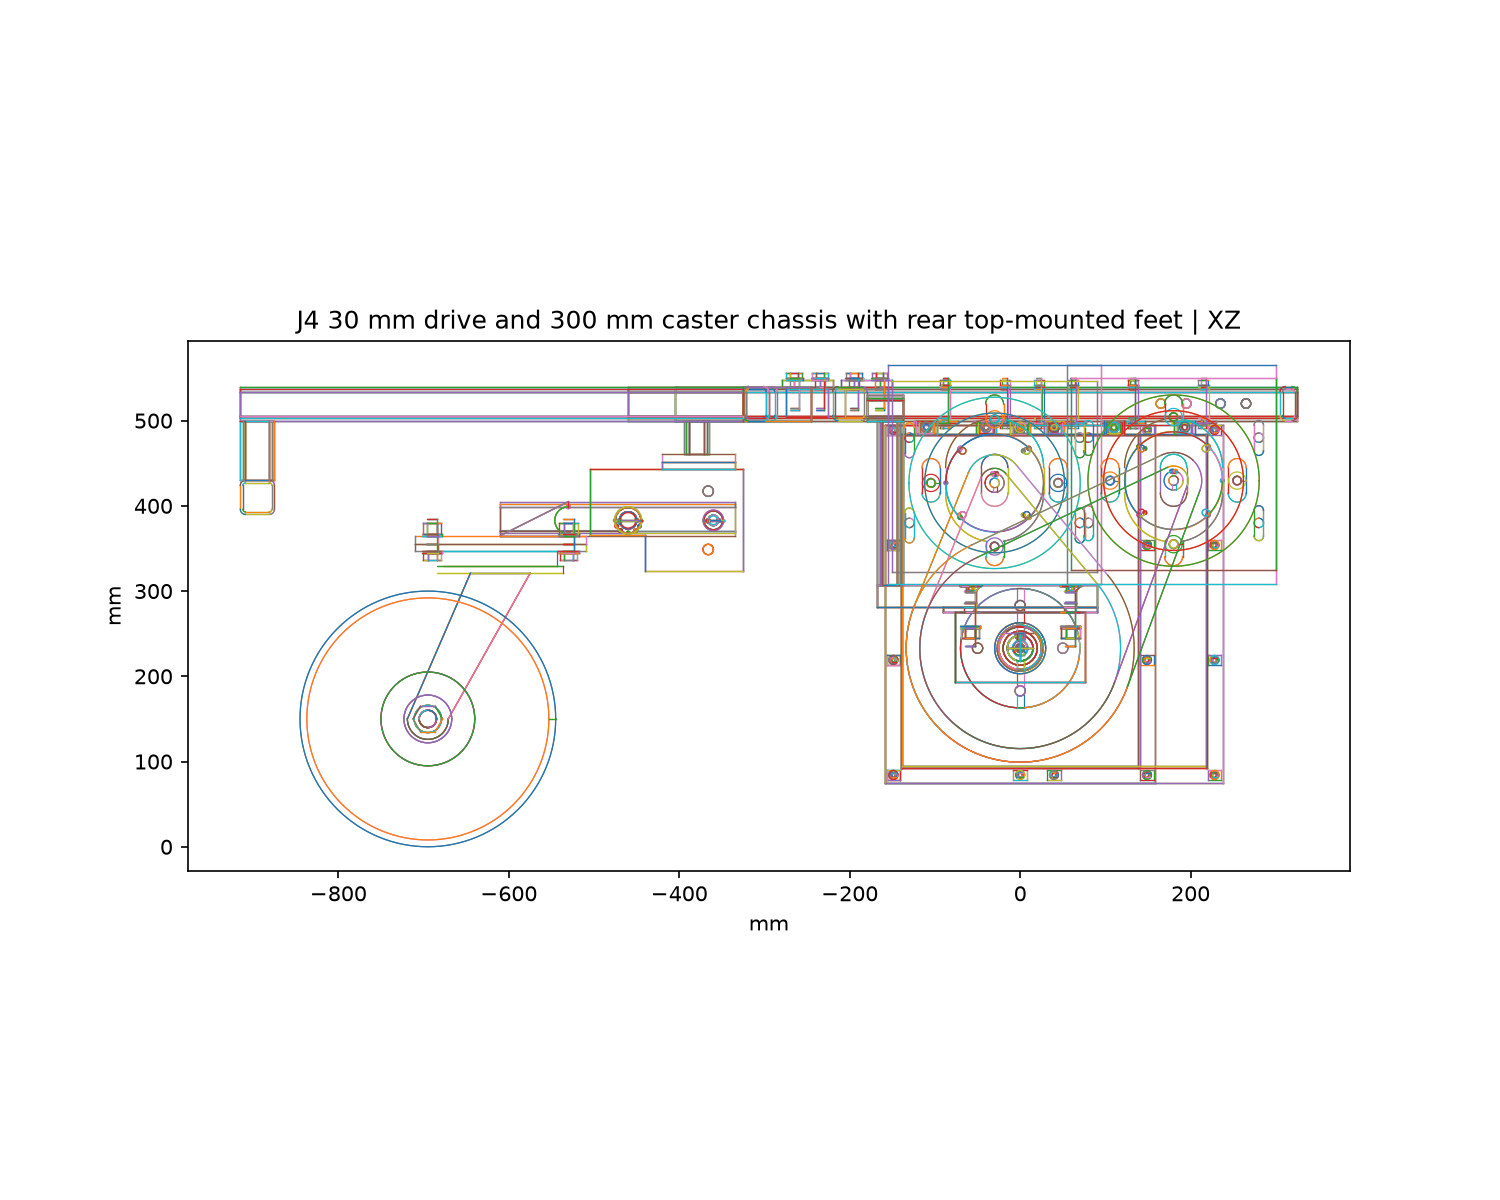 J4 30 mm drive and 300 mm caster chassis with rear top-mounted feet | XZ
500
400
300
200
100
0
mm
−800 −600 −400 −200 0 200
mm